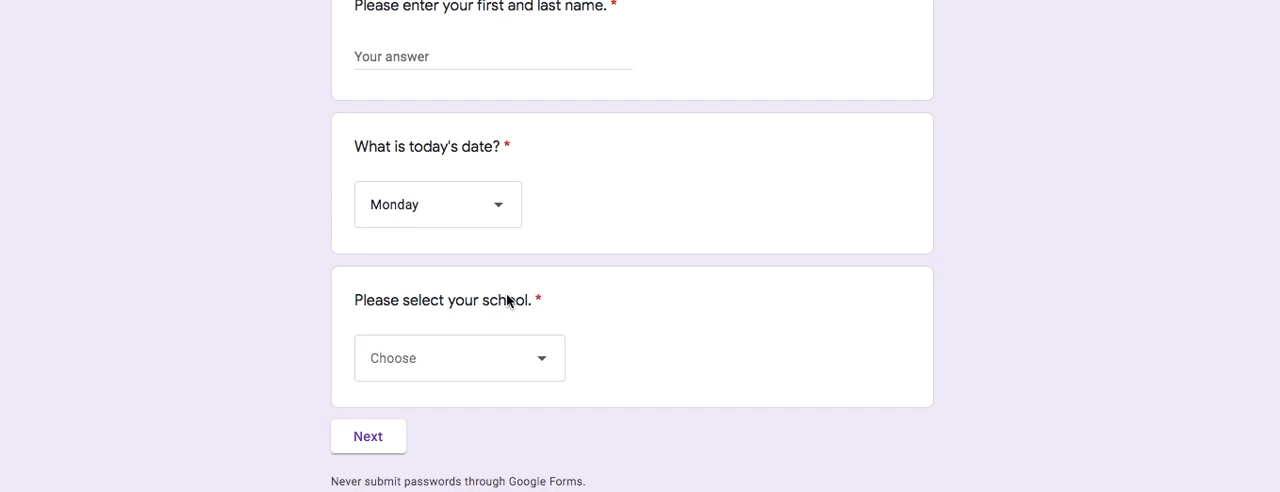 Please enter your first and last name. *
Your answer
What is today's date? *
Monday
Please select your school. *
Choose
Next
Never submit passwords through Google Forms.